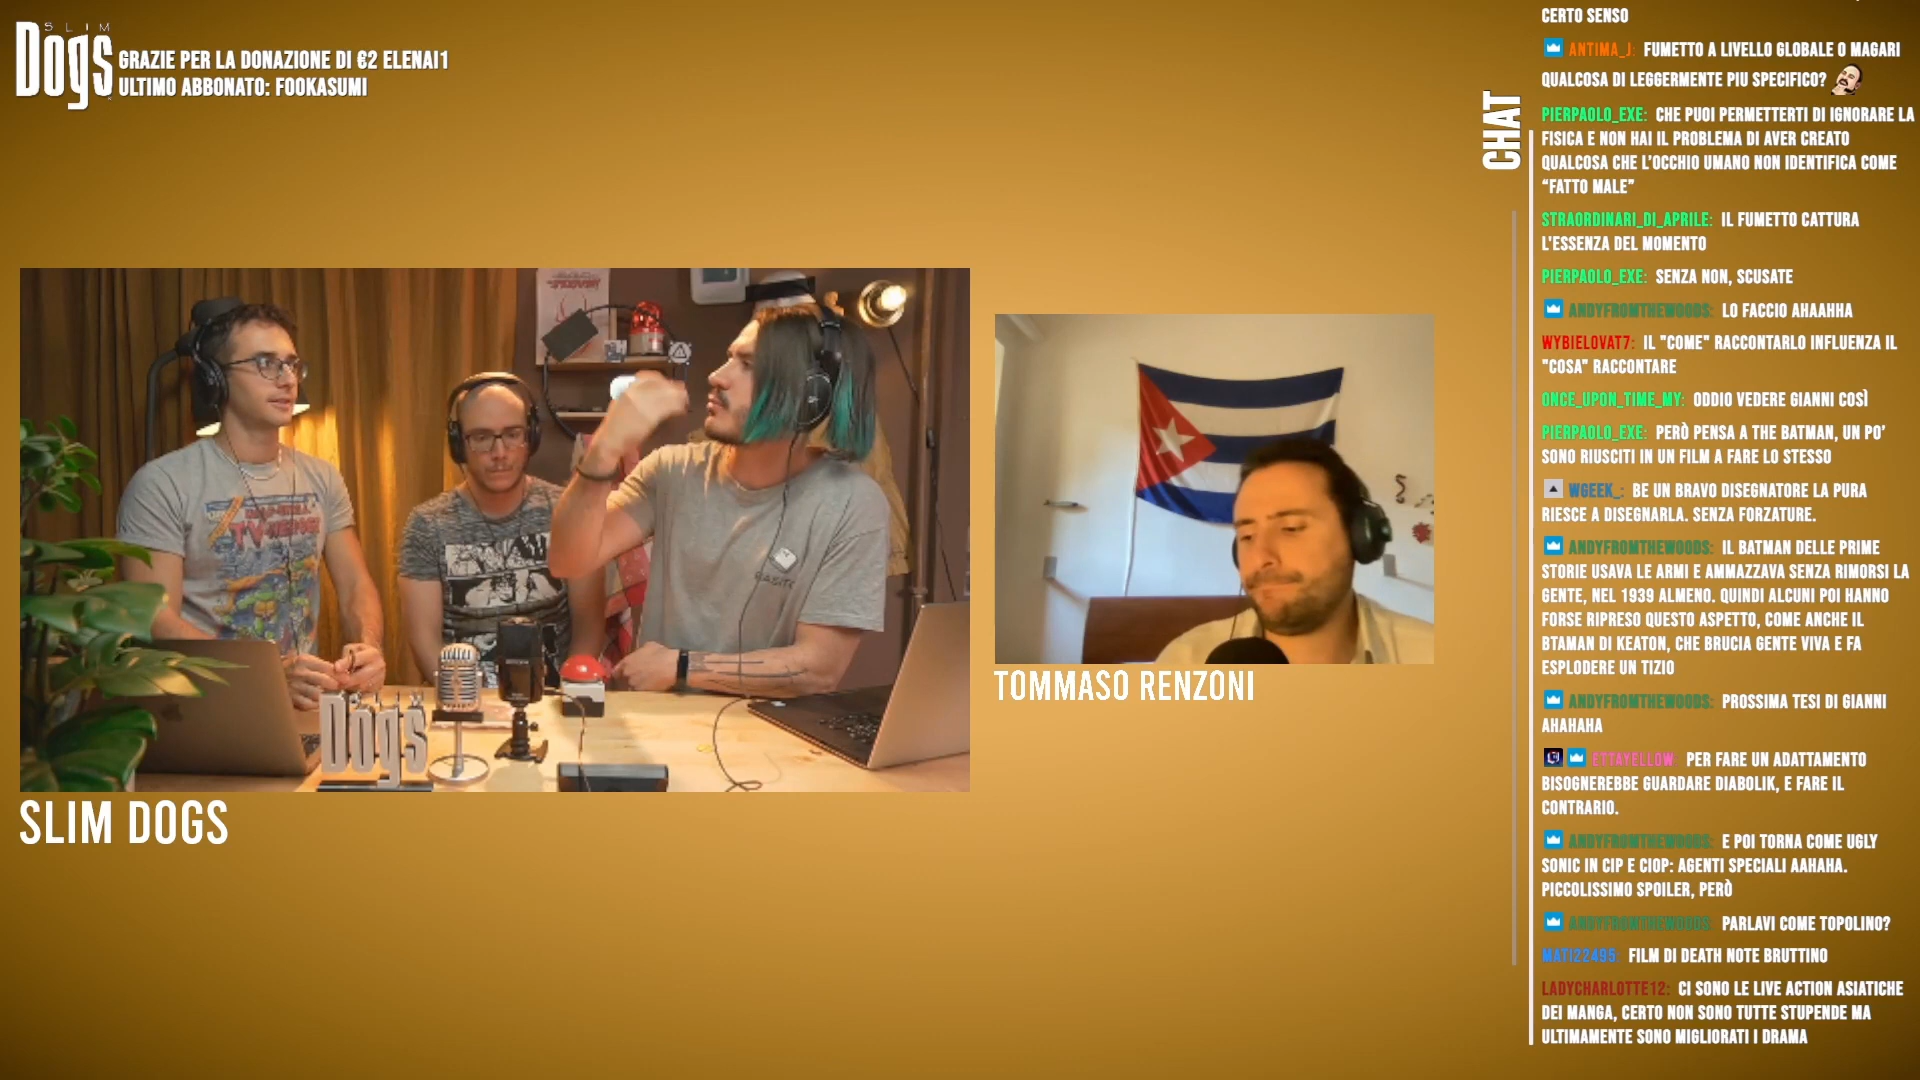 SLIM
Dogs
GRAZIE PER LA DONAZIONE DI €2 ELENAI1
ULTIMO ABBONATO: FOOKASUMI
TV-HEROES!
BASITO
Dogs
SLIM DOGS
TOMMASO RENZONI
CHAT
CERTO SENSO
ANTIMA_J: FUMETTO A LIVELLO GLOBALE O MAGARI
QUALCOSA DI LEGGERMENTE PIU SPECIFICO?
PIERPAOLO_EXE: CHE PUOI PERMETTERTI DI IGNORARE LA
FISICA E NON HAI IL PROBLEMA DI AVER CREATO
QUALCOSA CHE L'OCCHIO UMANO NON IDENTIFICA COME
“FATTO MALE”
STRAORDINARI_DI_APRILE: IL FUMETTO CATTURA
L'ESSENZA DEL MOMENTO
PIERPAOLO_EXE: SENZA NON, SCUSATE
ANDYFROMTHEWOODS: LO FACCIO AHAAHHA
WYBIELOVAT7: IL "COME" RACCONTARLO INFLUENZA IL
"COSA" RACCONTARE
ONCE_UPON_TIME_MY: ODDIO VEDERE GIANNI COSÌ
PIERPAOLO_EXE: PERÒ PENSA A THE BATMAN, UN PO'
SONO RIUSCITI IN UN FILM A FARE LO STESSO
WGEEK_: BE UN BRAVO DISEGNATORE LA PURA
RIESCE A DISEGNARLA. SENZA FORZATURE.
ANDYFROMTHEWOODS: IL BATMAN DELLE PRIME
STORIE USAVA LE ARMI E AMMAZZAVA SENZA RIMORSI LA
GENTE, NEL 1939 ALMENO. QUINDI ALCUNI POI HANNO
FORSE RIPRESO QUESTO ASPETTO, COME ANCHE IL
BTAMAN DI KEATON, CHE BRUCIA GENTE VIVA E FA
ESPLODERE UN TIZIO
ANDYFROMTHEWOODS: PROSSIMA TESI DI GIANNI
AHAHAHA
ETTAYELLOW: PER FARE UN ADATTAMENTO
BISOGNEREBBE GUARDARE DIABOLIK, E FARE IL
CONTRARIO.
ANDYFROMTHEWOODS: E POI TORNA COME UGLY
SONIC IN CIP E CIOP: AGENTI SPECIALI AAHAHA.
PICCOLISSIMO SPOILER, PERÒ
ANDYFROMTHEWOODS: PARLAVI COME TOPOLINO?
MATI22495: FILM DI DEATH NOTE BRUTTINO
LADYCHARLOTTE12: CI SONO LE LIVE ACTION ASIATICHE
DEI MANGA, CERTO NON SONO TUTTE STUPENDE MA
ULTIMAMENTE SONO MIGLIORATI I DRAMA